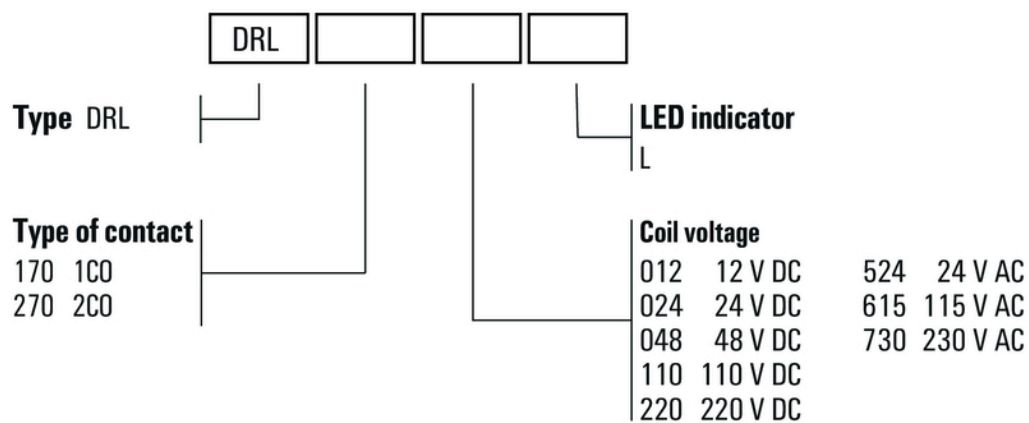 DRL
Type DRL
LED indicator
L
Type of contact
170 1CO
270 2CO
Coil voltage
012 12 V DC 524 24 V AC
024 24 V DC 615 115 V AC
048 48 V DC 730 230 V AC
110 110 V DC
220 220 V DC